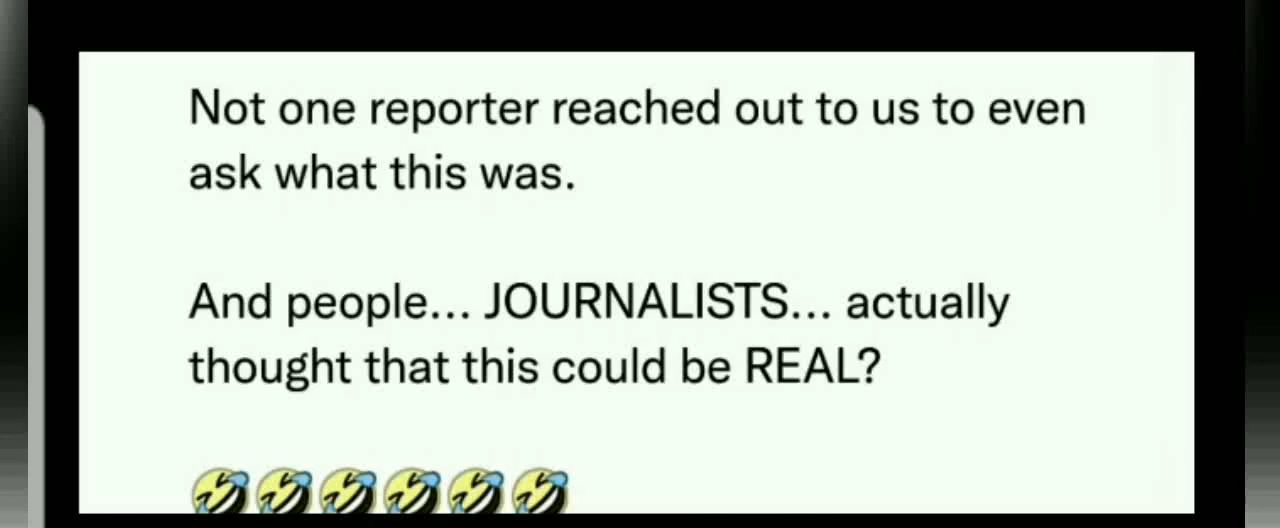 Not one reporter reached out to us to even
ask what this was.
And people... JOURNALISTS... actually
thought that this could be REAL?
🤣🤣🤣🤣🤣🤣